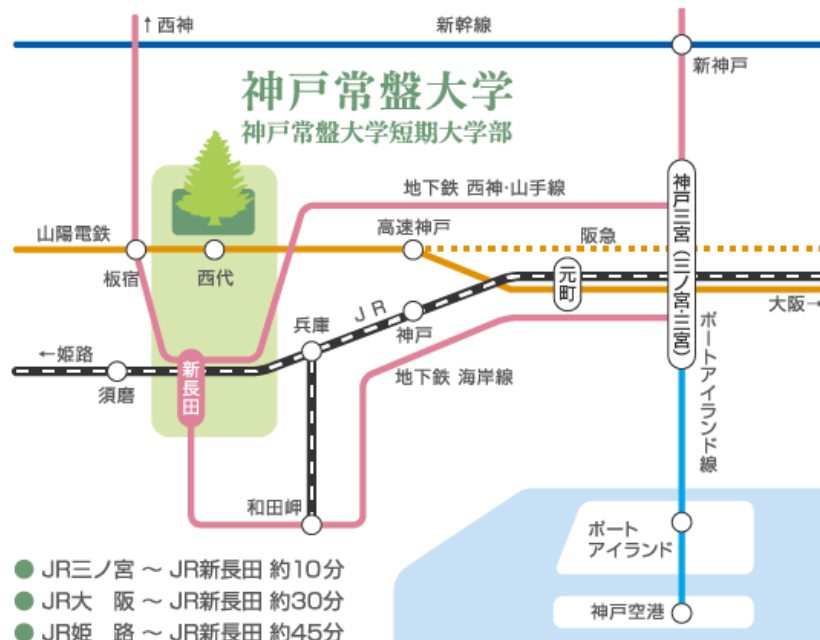 ↑西神
新幹線
新神戸
神戸常盤大学
神戸常盤大学短期大学部
地下鉄 西神・山手線
山陽電鉄
高速神戸
阪急
板宿
西代
神戸三宮(三ノ宮・三宮)
元町
大阪→
JR
神戸
兵庫
←姫路
新長田
須磨
地下鉄 海岸線
ポートアイランド線
和田岬
ポート
アイランド
神戸空港
● JR三ノ宮 ～ JR新長田 約10分
● JR大 阪 ～ JR新長田 約30分
● JR姫 路 ～ JR新長田 約45分